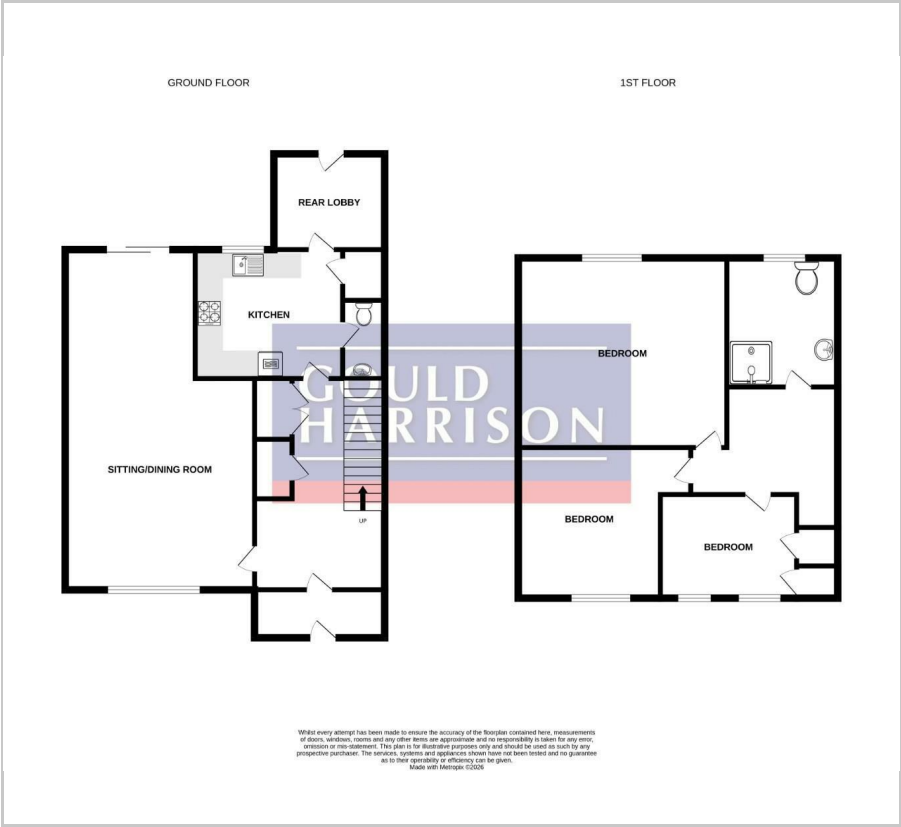 GROUND FLOOR
1ST FLOOR
REAR LOBBY
KITCHEN
BEDROOM
GOULD
HARRISON
SITTING/DINING ROOM
UP
BEDROOM
BEDROOM
Whilst every attempt has been made to ensure the accuracy of the floorplan contained here, measurements
of doors, windows, rooms and any other items are approximate and no responsibility is taken for any error,
omission or mis-statement. This plan is for illustrative purposes only and should be used as such by any
prospective purchaser. The services, systems and appliances shown have not been tested and no guarantee
as to their operability or efficiency can be given.
Made with Metropix ©2026